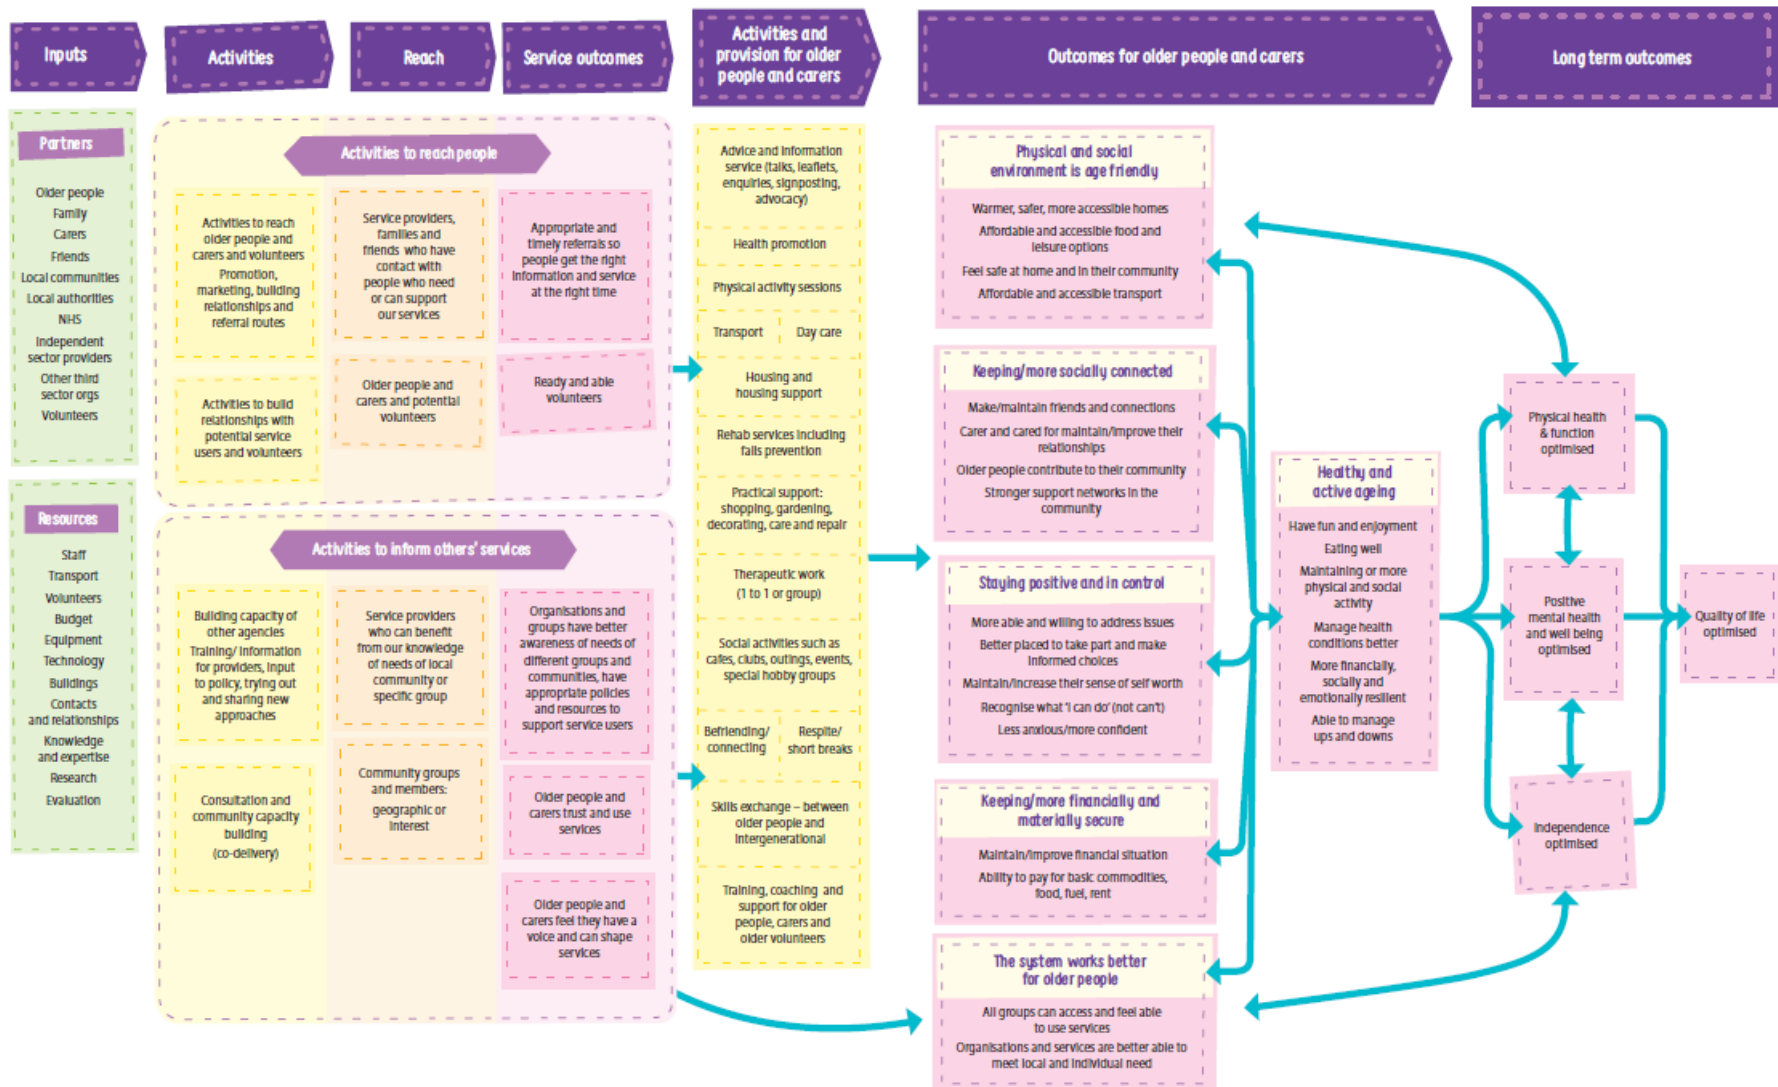 Inputs
Activities
Reach
Service outcomes
Activities and
provision for older
people and carers
Outcomes for older people and carers
Long term outcomes
Partners
Older people
Family
Carers
Friends
Local communities
Local authorities
NHS
Independent
sector providers
Other third
sector orgs
Volunteers
Resources
Staff
Transport
Volunteers
Budget
Equipment
Technology
Buildings
Contacts
and relationships
Knowledge
and expertise
Research
Evaluation
Activities to reach people
Activities to reach
older people and
carers and volunteers
Promotion,
marketing, building
relationships and
referral routes
Activities to build
relationships with
potential service
users and volunteers
Service providers,
families and
friends who have
contact with
people who need
or can support
our services
Older people and
carers and potential
volunteers
Appropriate and
timely referrals so
people get the right
information and service
at the right time
Ready and able
volunteers
Activities to inform others' services
Building capacity of
other agencies
Training/ information
for providers, input
to policy, trying out
and sharing new
approaches
Consultation and
community capacity
building
(co-delivery)
Service providers
who can benefit
from our knowledge
of needs of local
community or
specific group
Community groups
and members:
geographic or
interest
Organisations and
groups have better
awareness of needs of
different groups and
communities, have
appropriate policies
and resources to
support service users
Older people and
carers trust and use
services
Older people and
carers feel they have a
voice and can shape
services
Advice and information
service (talks, leaflets,
enquiries, signposting,
advocacy)
Health promotion
Physical activity sessions
Transport
Day care
Housing and
housing support
Rehab services including
falls prevention
Practical support:
shopping, gardening,
decorating, care and repair
Therapeutic work
(1 to 1 or group)
Social activities such as
cafes, clubs, outings, events,
special hobby groups
Befriending/
connecting
Respite/
short breaks
Skills exchange – between
older people and
intergenerational
Training, coaching and
support for older
people, carers and
older volunteers
Physical and social
environment is age friendly
Warmer, safer, more accessible homes
Affordable and accessible food and
leisure options
Feel safe at home and in their community
Affordable and accessible transport
Keeping/more socially connected
Make/maintain friends and connections
Carer and cared for maintain/improve their
relationships
Older people contribute to their community
Stronger support networks in the
community
Staying positive and in control
More able and willing to address issues
Better placed to take part and make
informed choices
Maintain/increase their sense of self worth
Recognise what 'I can do' (not can't)
Less anxious/more confident
Keeping/more financially and
materially secure
Maintain/improve financial situation
Ability to pay for basic commodities,
food, fuel, rent
The system works better
for older people
All groups can access and feel able
to use services
Organisations and services are better able to
meet local and individual need
Healthy and
active ageing
Have fun and enjoyment
Eating well
Maintaining or more
physical and social
activity
Manage health
conditions better
More financially,
socially and
emotionally resilient
Able to manage
ups and downs
Physical health
& function
optimised
Positive
mental health
and well being
optimised
Independence
optimised
Quality of life
optimised